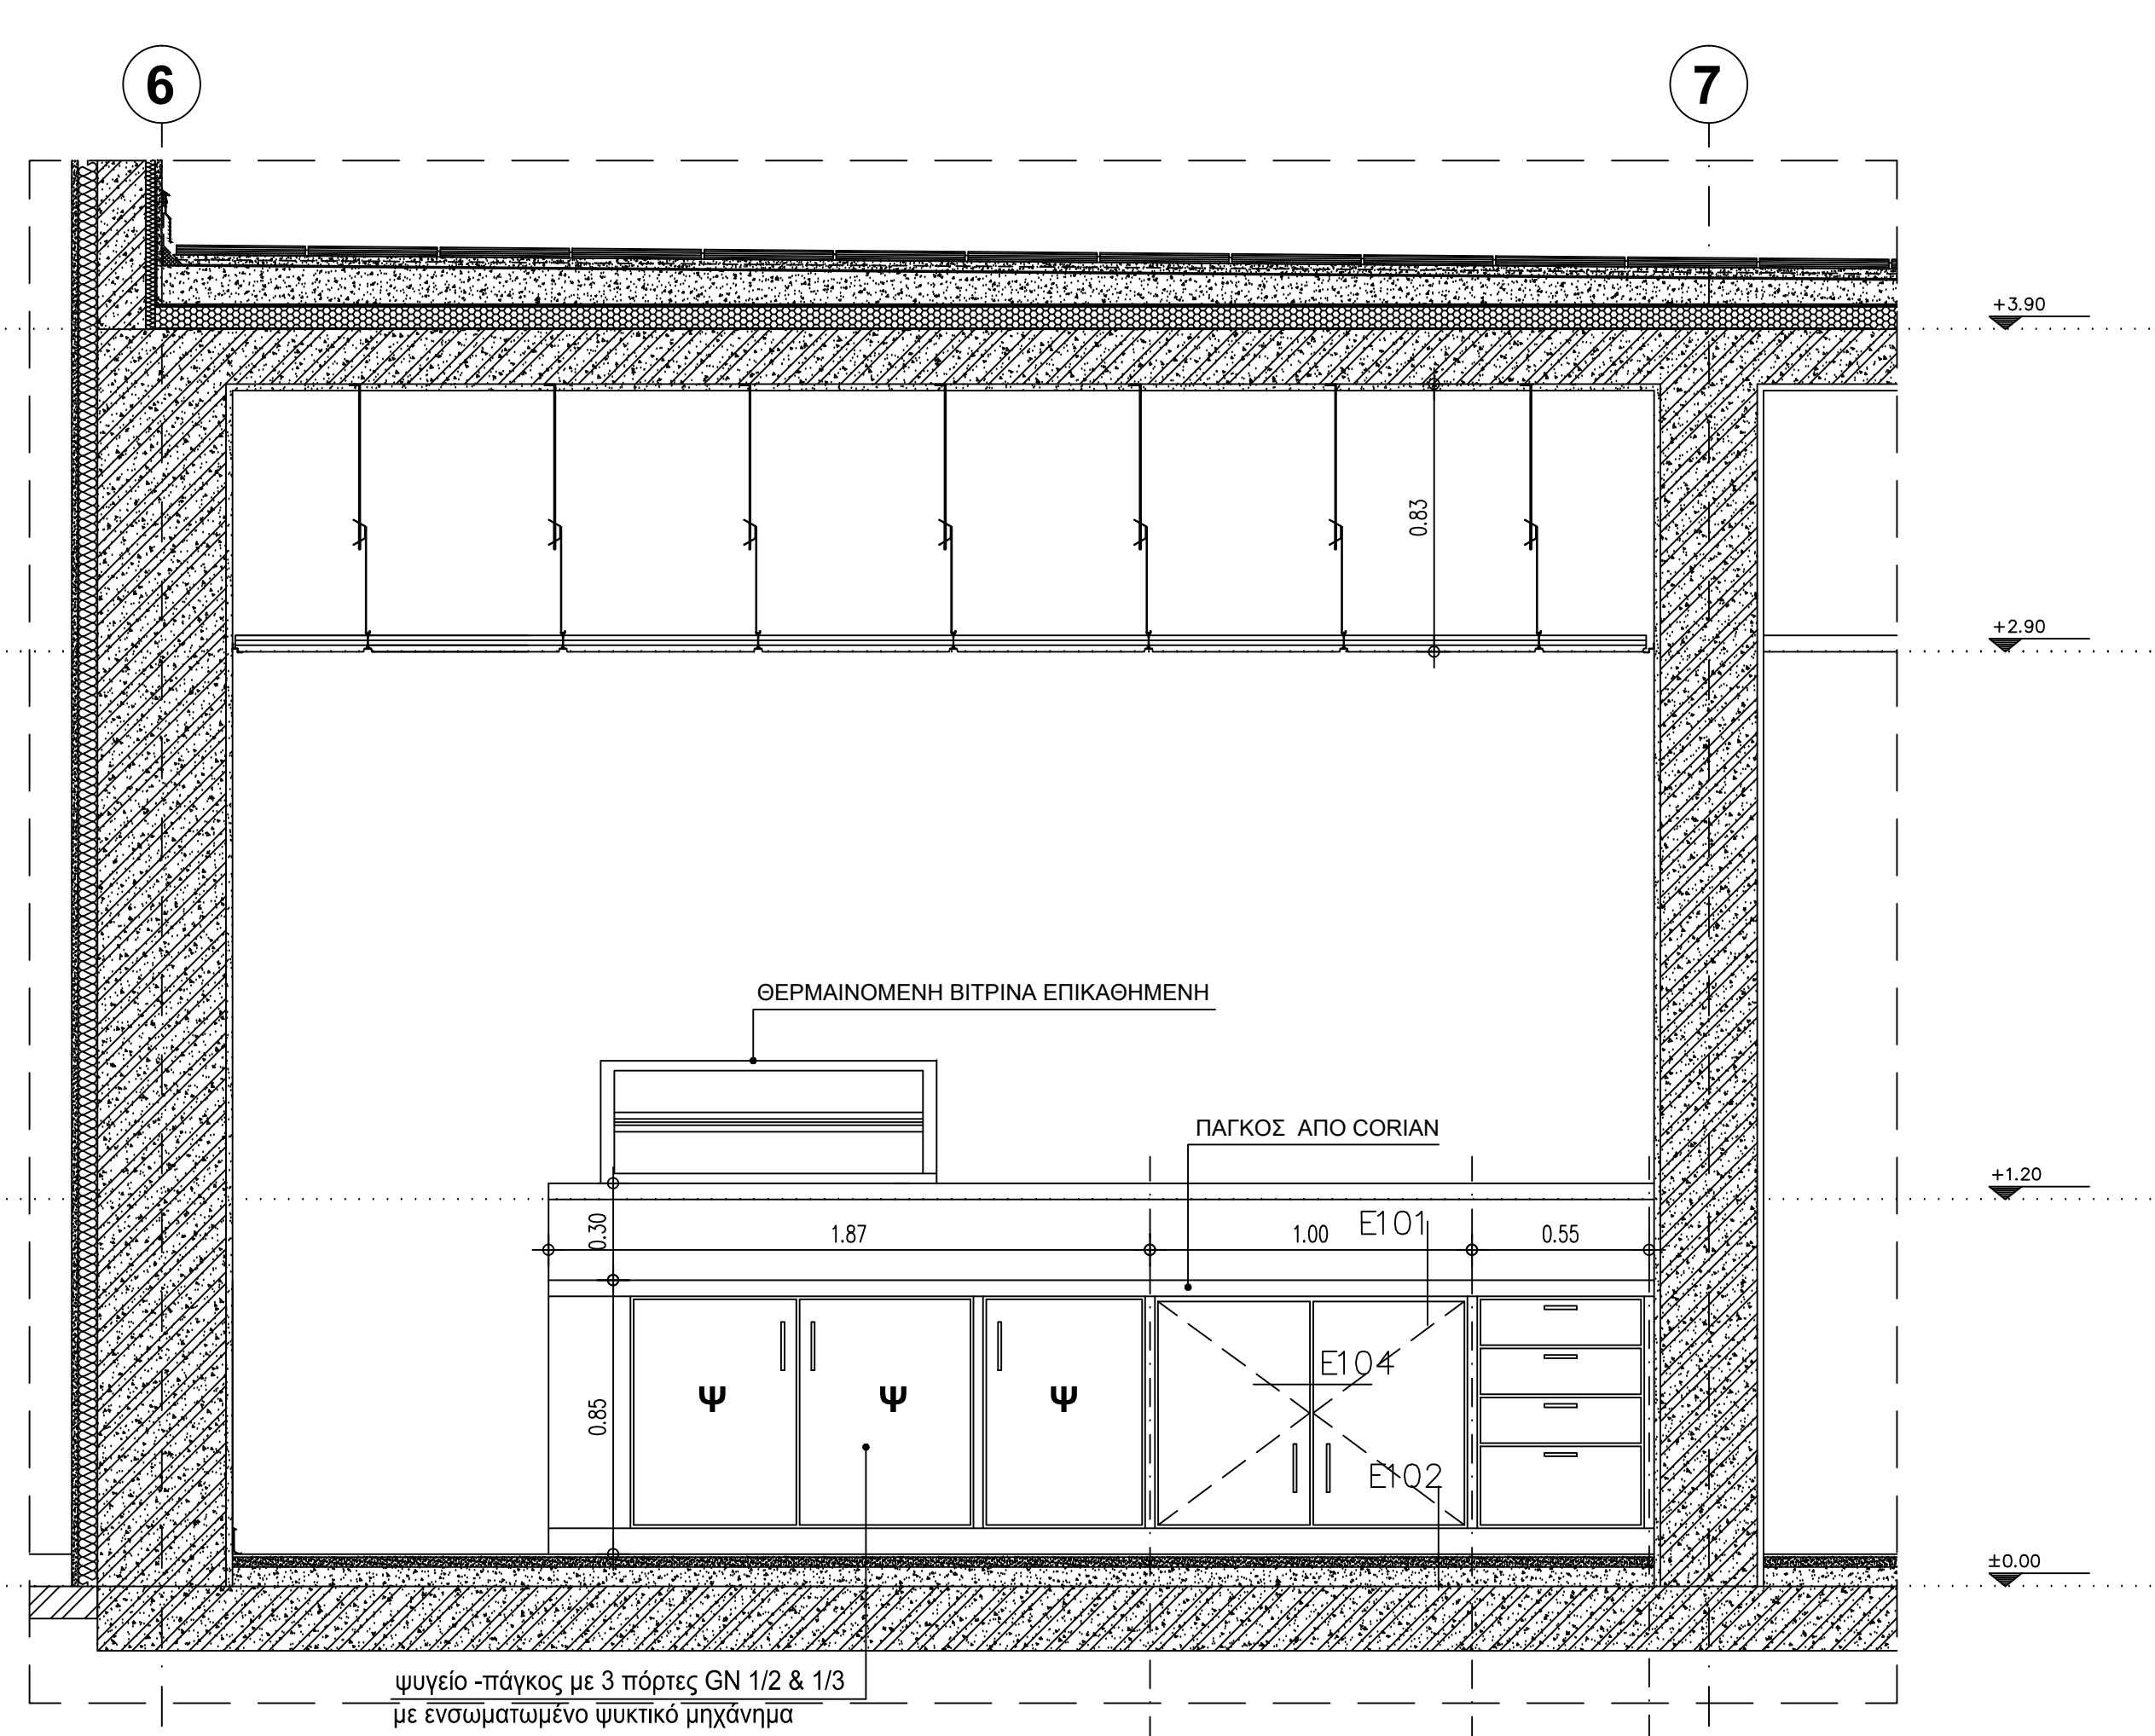 6
7
+3.90
0.83
+2.90
ΘΕΡΜΑΙΝΟΜΕΝΗ ΒΙΤΡΙΝΑ ΕΠΙΚΑΘΗΜΕΝΗ
ΠΑΓΚΟΣ ΑΠΟ CORIAN
+1.20
0.30
1.87
1.00
E101
0.55
E104
Ψ
Ψ
Ψ
0.85
E102
±0.00
ψυγείο -πάγκος με 3 πόρτες GN 1/2 & 1/3
με ενσωματωμένο ψυκτικό μηχάνημα